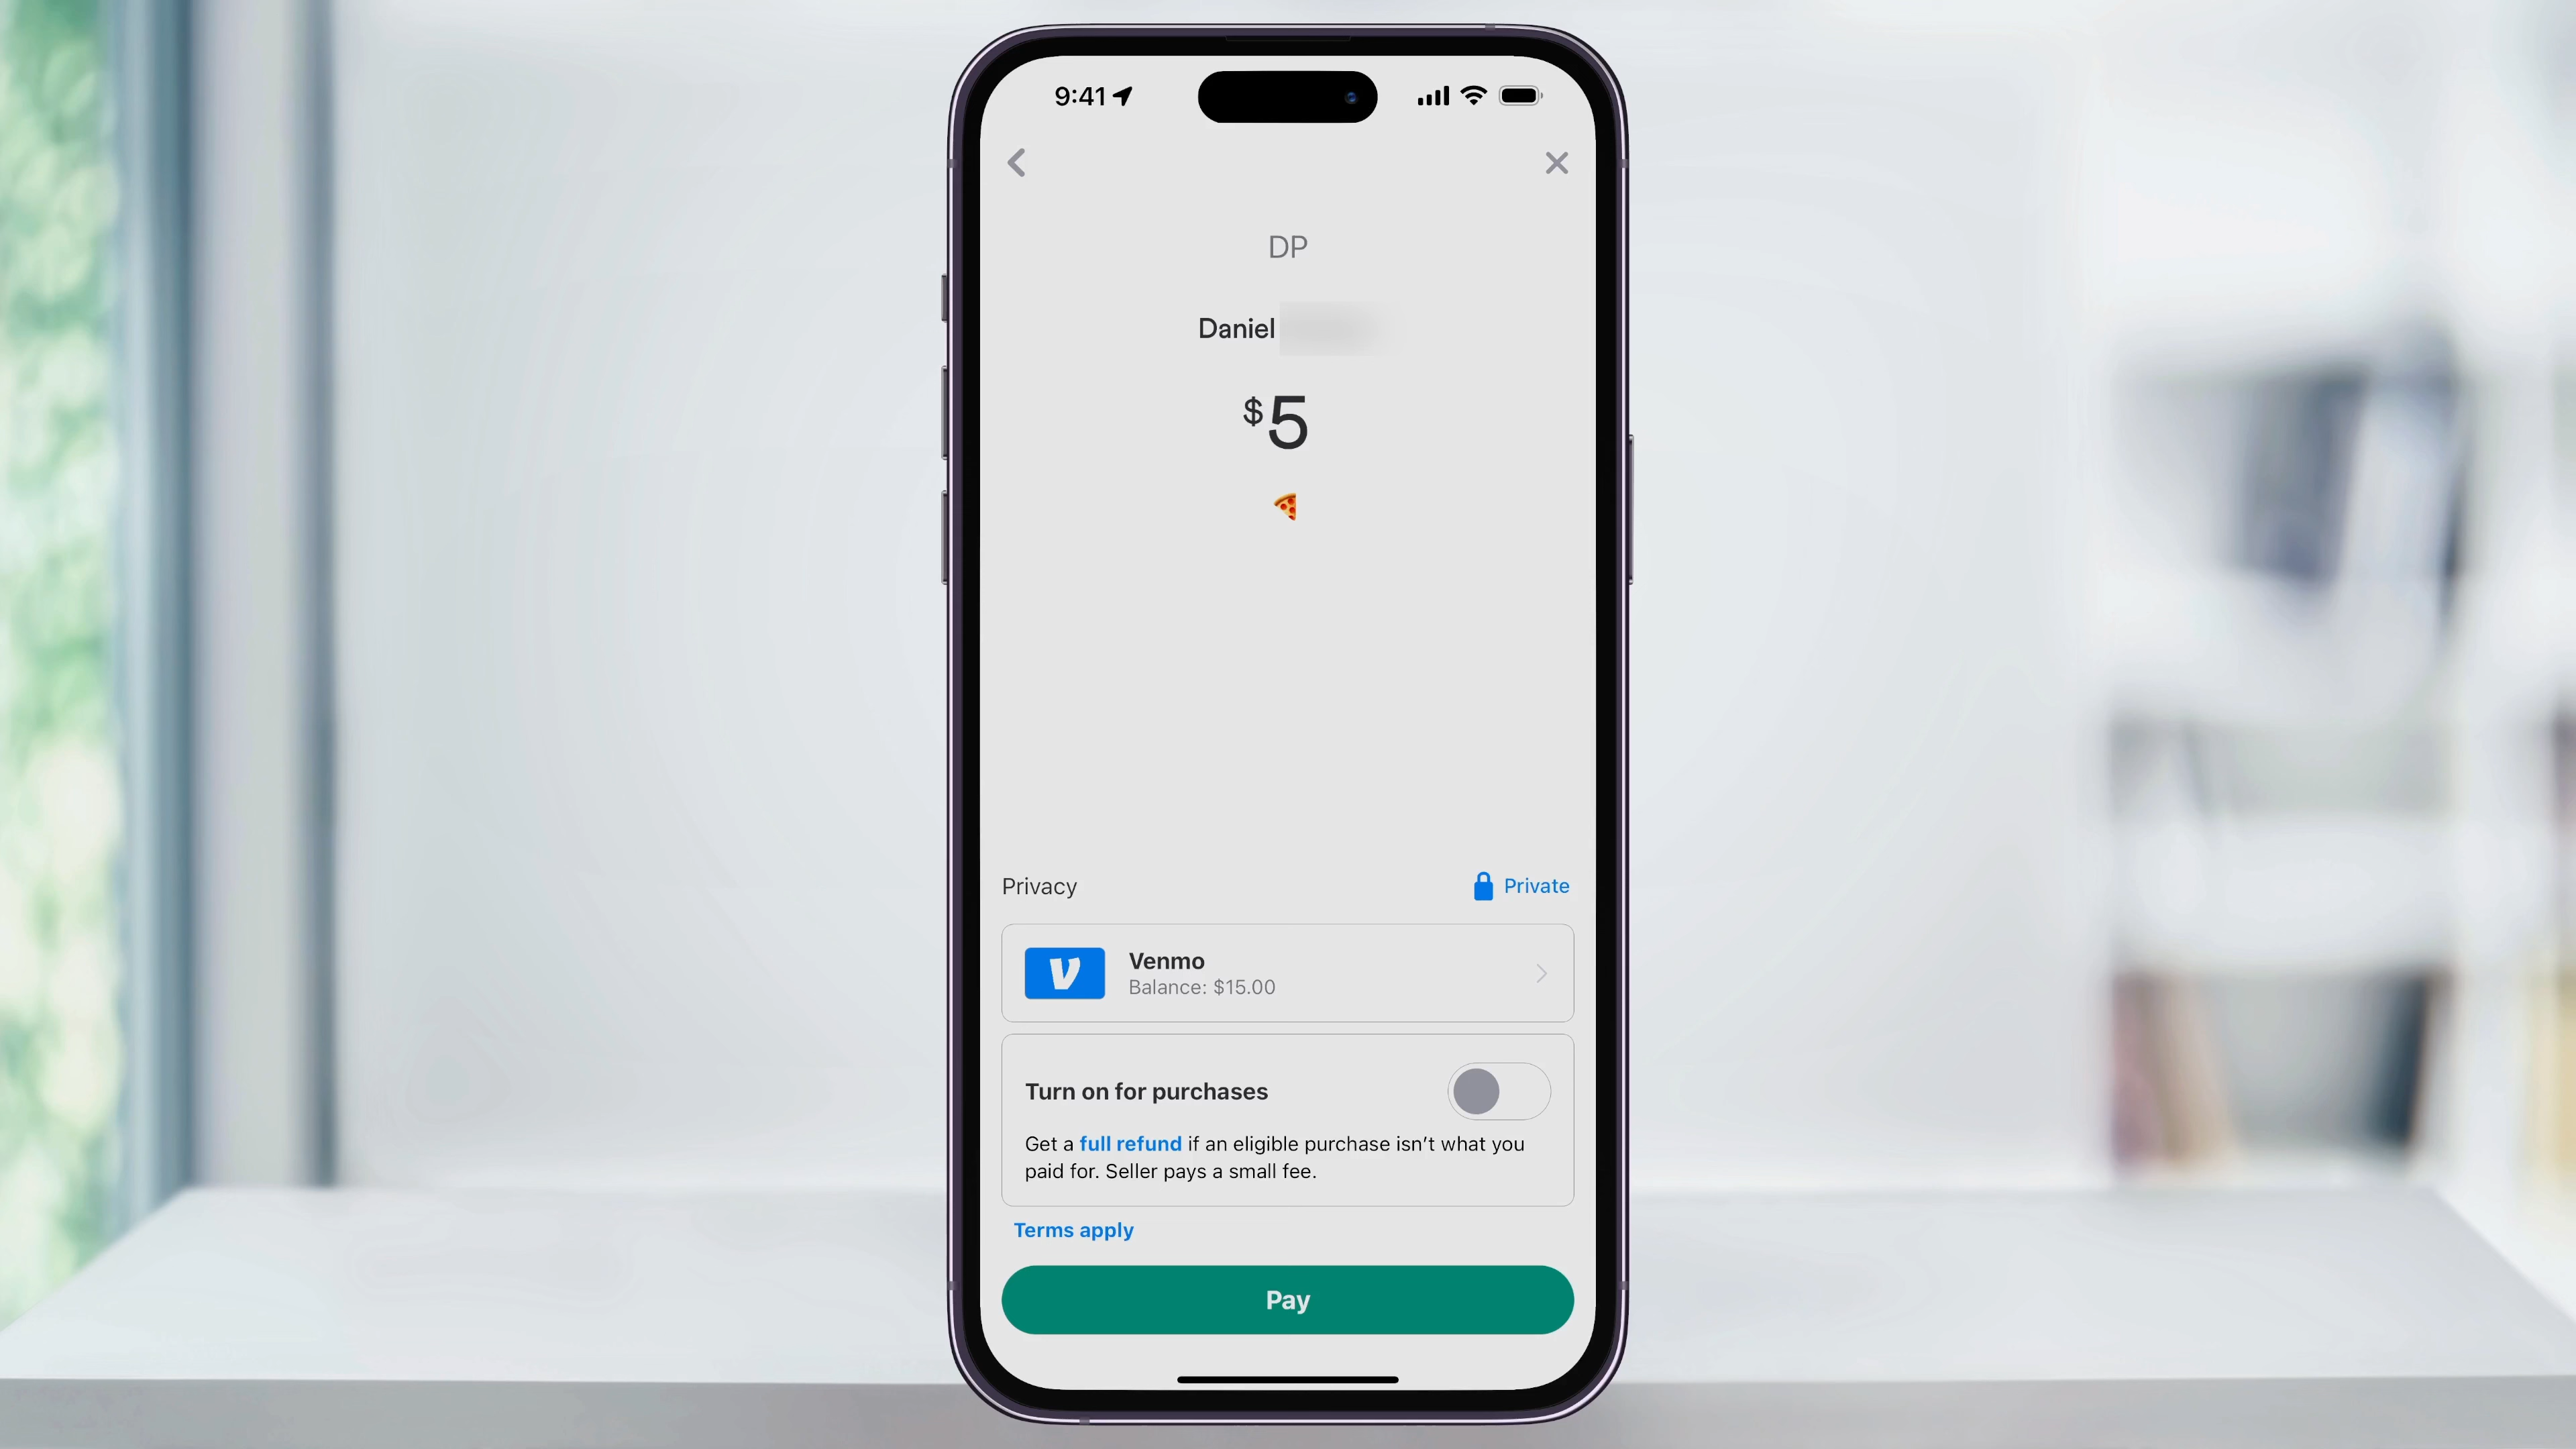 9:41
DP
Daniel
$5
Privacy
Private
Venmo
Balance: $15.00
Turn on for purchases
Get a full refund if an eligible purchase isn't what you
paid for. Seller pays a small fee.
Terms apply
Pay